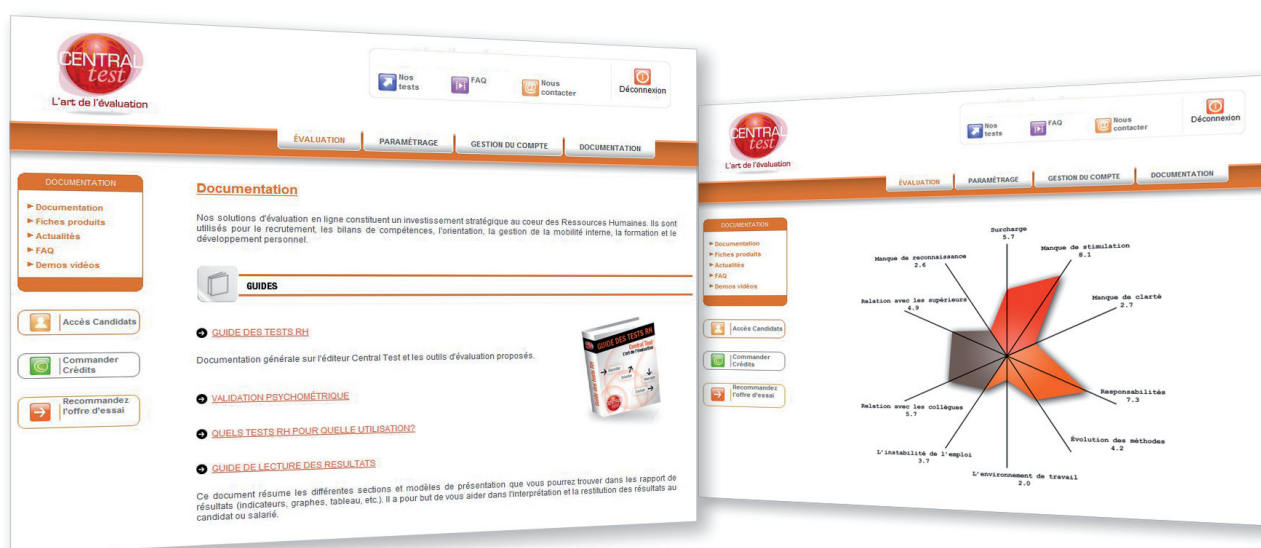 CENTRAL
test
L'art de l'évaluation
Nos
tests
FAQ
Nous
contacter
Déconnexion
ÉVALUATION
PARAMÉTRAGE
GESTION DU COMPTE
DOCUMENTATION
DOCUMENTATION
Documentation
Fiches produits
Actualités
FAQ
Demos vidéos
Accès Candidats
Commander
Crédits
Recommandez
l'offre d'essai
Documentation
Nos solutions d'évaluation en ligne constituent un investissement stratégique au coeur des Ressources Humaines. Ils sont
utilisés pour le recrutement, les bilans de compétences, l'orientation, la gestion de la mobilité interne, la formation et le
développement personnel.
GUIDES
GUIDE DES TESTS RH
Documentation générale sur l'éditeur Central Test et les outils d'évaluation proposés.
VALIDATION PSYCHOMÉTRIQUE
QUELS TESTS RH POUR QUELLE UTILISATION?
GUIDE DE LECTURE DES RESULTATS
Ce document résume les différentes sections et modèles de présentation que vous pourrez trouver dans les rapport de
résultats (indicateurs, graphes, tableau, etc.). Il a pour but de vous aider dans l'interprétation et la restitution des résultats au
candidat ou salarié.
GUIDE DES TESTS RH
Central Test
L'art de l'évaluation
Guide des tests RH
CENTRAL
test
L'art de l'évaluation
Nos
tests
FAQ
Nous
contacter
Déconnexion
ÉVALUATION
PARAMÉTRAGE
GESTION DU COMPTE
DOCUMENTATION
DOCUMENTATION
Documentation
Fiches produits
Actualités
FAQ
Demos vidéos
Accès Candidats
Commander
Crédits
Recommandez
l'offre d'essai
Surcharge
5.7
Manque de stimulation
8.1
Manque de clarté
2.7
Responsabilités
7.3
Évolution des méthodes
4.2
L'environnement de travail
2.0
L'instabilité de l'emploi
3.7
Relation avec les collègues
5.7
Relation avec les supérieurs
4.9
Manque de reconnaissance
2.6